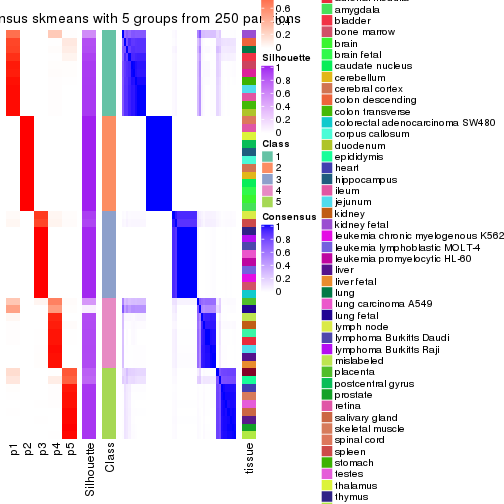 nsus skmeans with 5 groups from 250 par
ons
0.6
0.4
0.2
0
Silhouette
1
0.8
0.6
0.4
0.2
0
Class
1
2
3
4
5
Consensus
1
0.8
0.6
0.4
0.2
0
p1
p2
p3
p4
p5
Silhouette
Class
tissue
amygdala
bladder
bone marrow
brain
brain fetal
caudate nucleus
cerebellum
cerebral cortex
colon descending
colon transverse
colorectal adenocarcinoma SW480
corpus callosum
duodenum
epididymis
heart
hippocampus
ileum
jejunum
kidney
kidney fetal
leukemia chronic myelogenous K562
leukemia lymphoblastic MOLT-4
leukemia promyelocytic HL-60
liver
liver fetal
lung
lung carcinoma A549
lung fetal
lymph node
lymphoma Burkitts Daudi
lymphoma Burkitts Raji
mislabeled
placenta
postcentral gyrus
prostate
retina
salivary gland
skeletal muscle
spinal cord
spleen
stomach
testes
thalamus
thymus